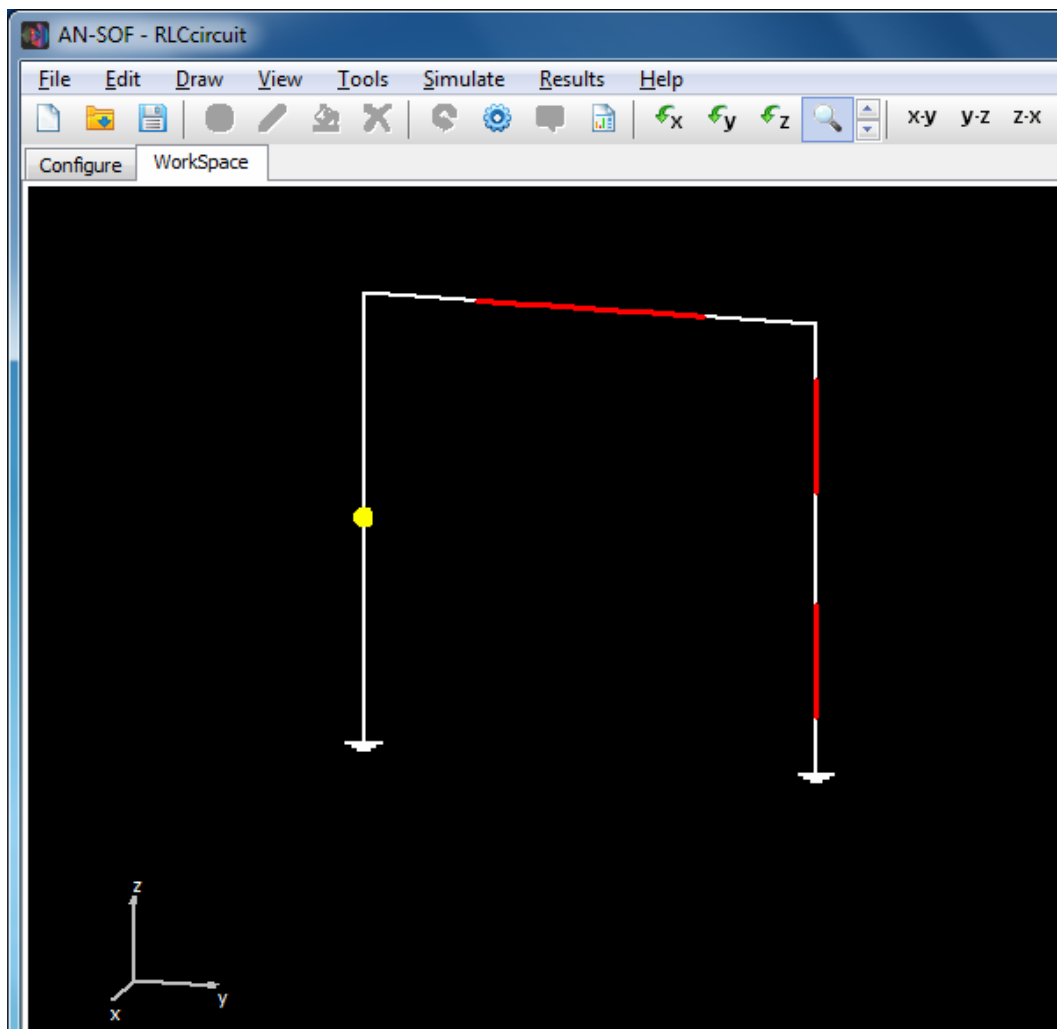 AN-SOF - RLCcircuit
File Edit Draw View Tools Simulate Results Help
x y z x-y y-z z-x
Configure WorkSpace
z
y
x